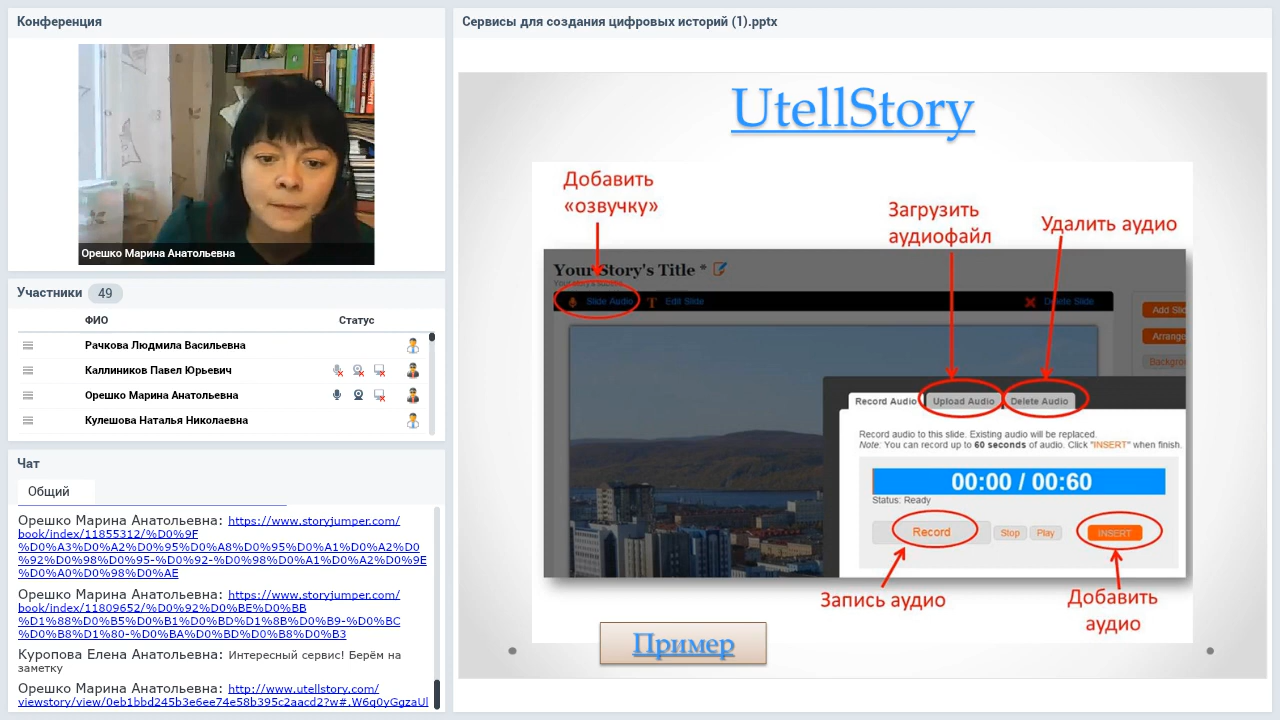 Конференция
Орешко Марина Анатольевна
Участники 49
ФИО Статус
Рачкова Людмила Васильевна
Каллиников Павел Юрьевич
Орешко Марина Анатольевна
Кулешова Наталья Николаевна
Чат
Общий
Орешко Марина Анатольевна: https://www.storyjumper.com/
book/index/11855312/%D0%9F
%D0%A3%D0%A2%D0%95%D0%A8%D0%95%D0%A1%D0%A2%D0
%92%D0%98%D0%95-%D0%92-%D0%98%D0%A1%D0%A2%D0%9E
%D0%A0%D0%98%D0%AE
Орешко Марина Анатольевна: https://www.storyjumper.com/
book/index/11809652/%D0%92%D0%BE%D0%BB
%D1%88%D0%B5%D0%B1%D0%BD%D1%8B%D0%B9-%D0%BC
%D0%B8%D1%80-%D0%BA%D0%BD%D0%B8%D0%B3
Куропова Елена Анатольевна: Интересный сервис! Берём на
заметку
Орешко Марина Анатольевна: http://www.utellstory.com/
viewstory/view/0eb1bbd245b3e6ee74e58b395c2aacd2?w#.W6q0yGgzaUl
Сервисы для создания цифровых историй (1).pptx
UtellStory
Добавить
«озвучку»
Загрузить
аудиофайл
Удалить аудио
Your Story's Title *
Slide Audio Edit Slide Delete Slide
Add Slid
Arrange
Backgrou
Record Audio Upload Audio Delete Audio
Record audio to this slide. Existing audio will be replaced.
Note: You can record up to 60 seconds of audio. Click "INSERT" when finish.
00:00 / 00:60
Status: Ready
Record Stop Play INSERT
Запись аудио
Добавить
аудио
Пример